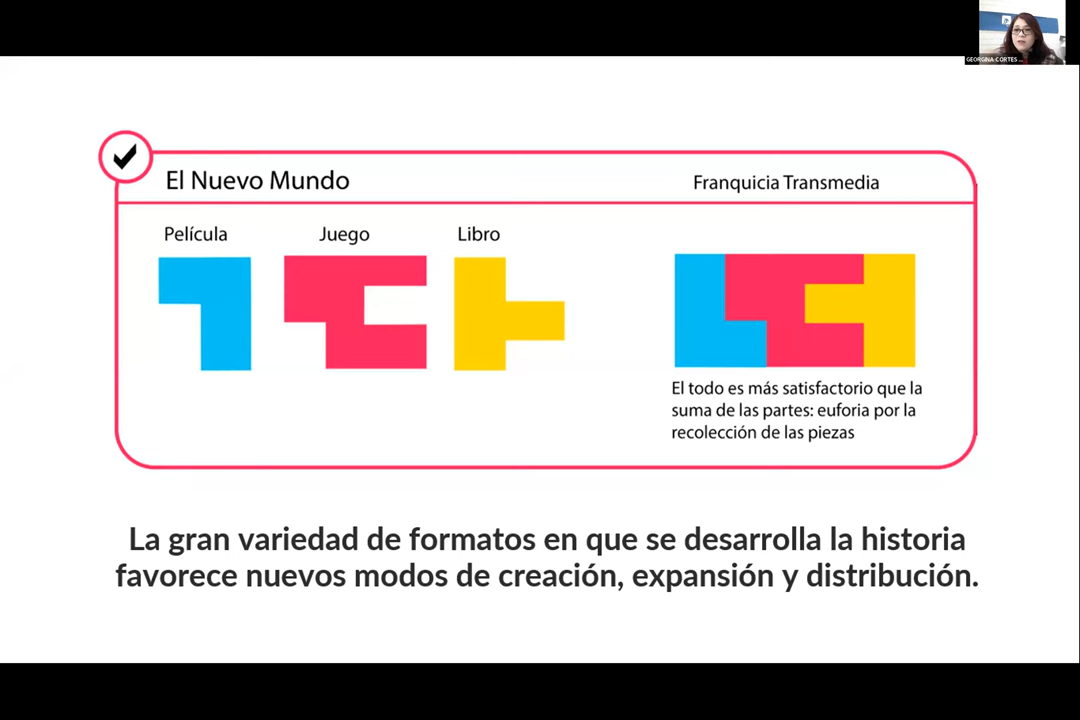 GEORGINA CORTES ...
El Nuevo Mundo
Franquicia Transmedia
Película
Juego
Libro
El todo es más satisfactorio que la
suma de las partes: euforia por la
recolección de las piezas
La gran variedad de formatos en que se desarrolla la historia
favorece nuevos modos de creación, expansión y distribución.